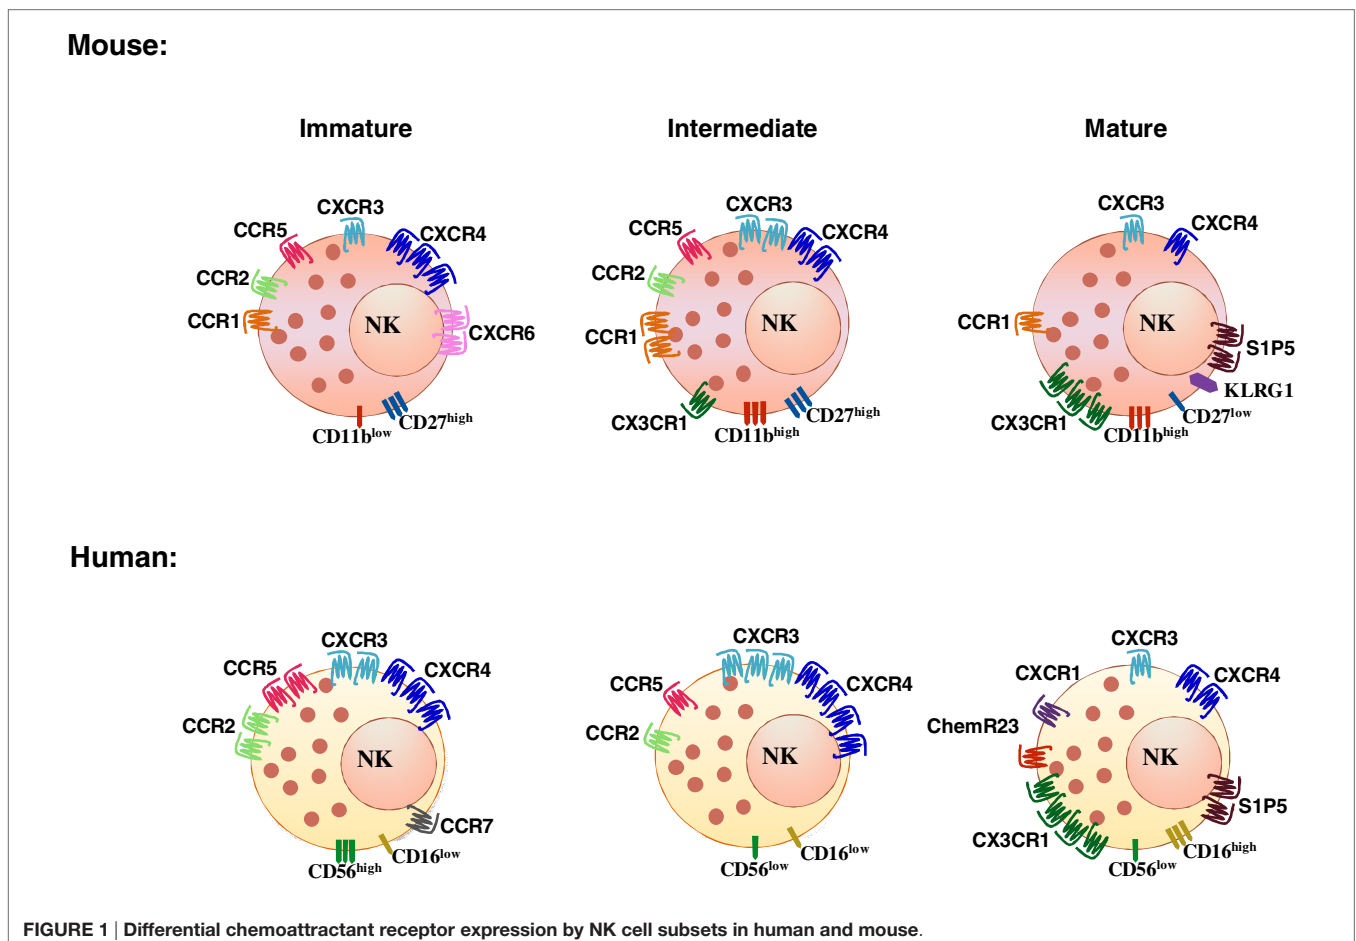 Mouse:
Immature
Intermediate
Mature
CXCR3
CCR5
CXCR4
CCR2
CCR1
NK
CXCR6
CD11blow
CD27high
CXCR3
CCR5
CXCR4
CCR2
CCR1
NK
CX3CR1
CD11bhigh
CD27high
CXCR3
CXCR4
CCR1
NK
S1P5
KLRG1
CX3CR1
CD27low
CD11bhigh
Human:
CXCR3
CCR5
CXCR4
CCR2
NK
CCR7
CD16low
CD56high
CXCR3
CCR5
CXCR4
CCR2
NK
CD16low
CD56low
CXCR3
CXCR1
CXCR4
ChemR23
NK
S1P5
CX3CR1
CD16high
CD56low
FIGURE 1 | Differential chemoattractant receptor expression by NK cell subsets in human and mouse.